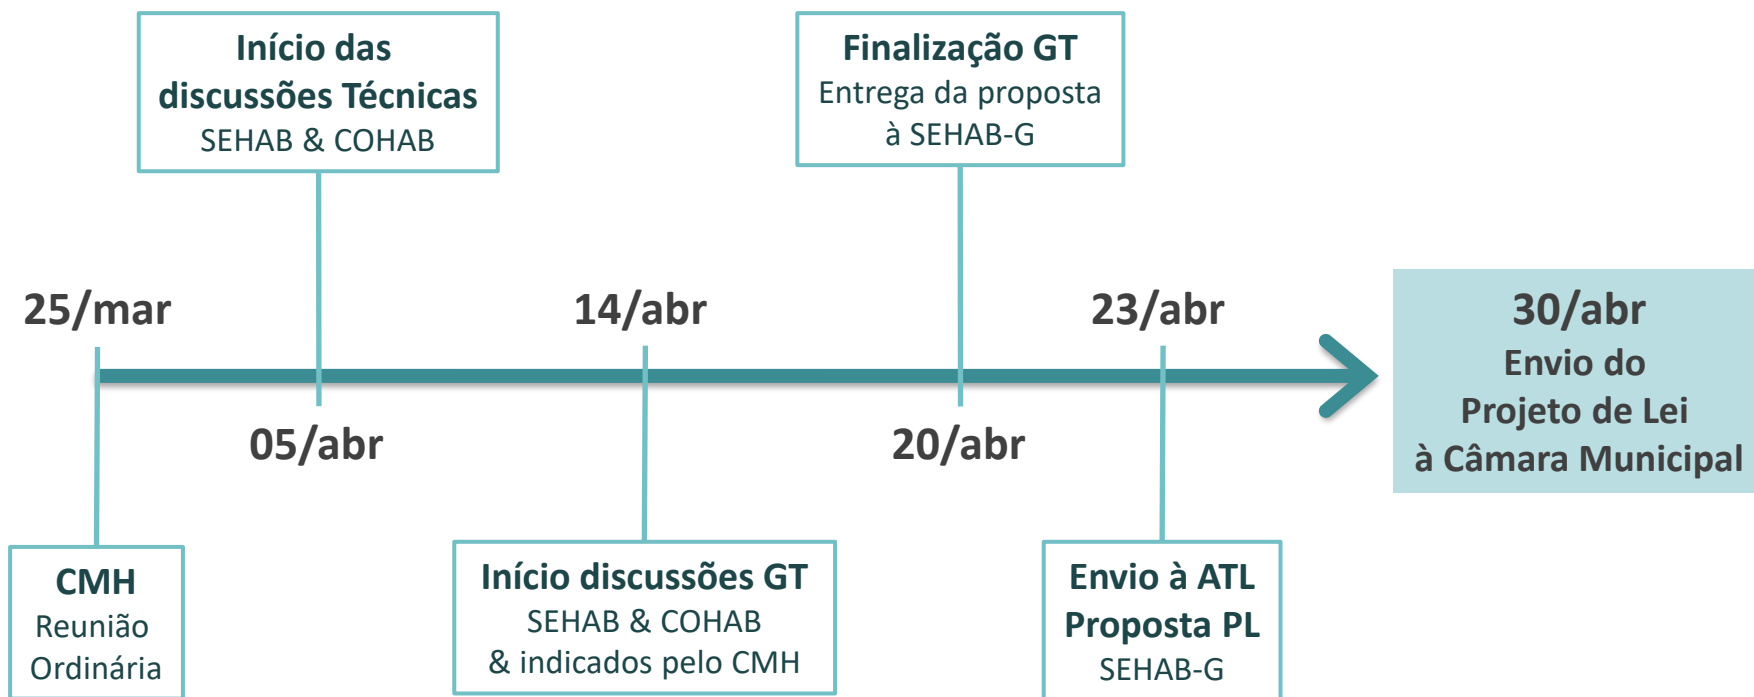 Início das
discussões Técnicas
SEHAB & COHAB
Finalização GT
Entrega da proposta
à SEHAB-G
25/mar
14/abr
23/abr
30/abr
Envio do
Projeto de Lei
à Câmara Municipal
05/abr
20/abr
CMH
Reunião
Ordinária
Início discussões GT
SEHAB & COHAB
& indicados pelo CMH
Envio à ATL
Proposta PL
SEHAB-G